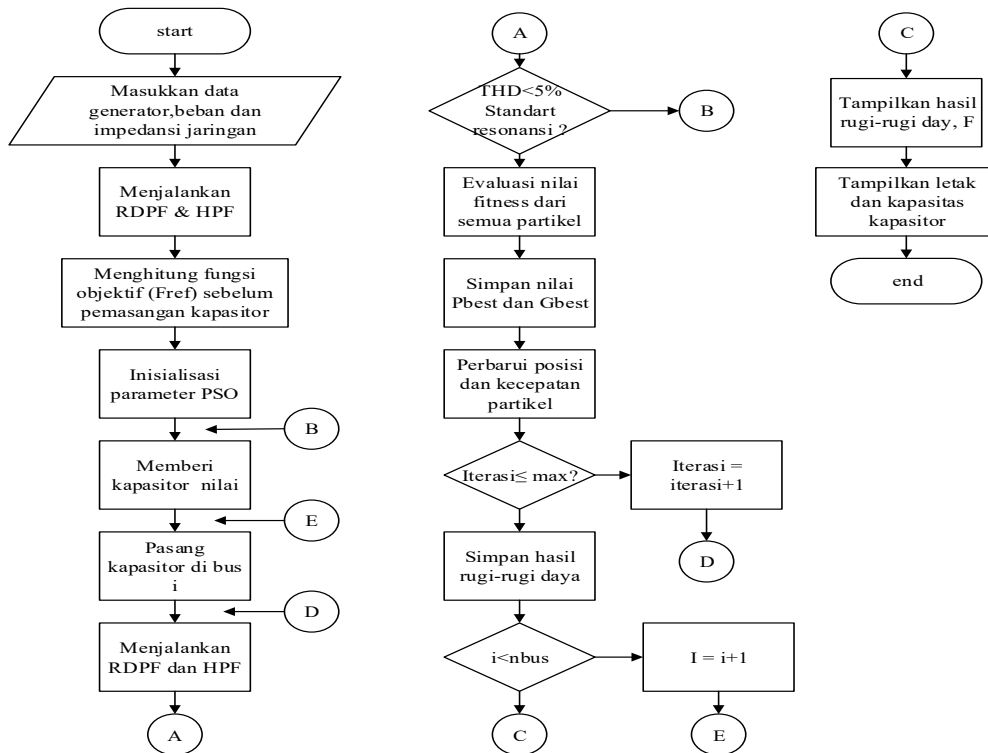 start
Masukkan data
generator,beban dan
impedansi jaringan
Menjalankan
RDPF & HPF
Menghitung fungsi
objektif (Fref) sebelum
pemasangan kapasitor
Inisialisasi
parameter PSO
B
Memberi
kapasitor nilai
E
Pasang
kapasitor di bus
i
D
Menjalankan
RDPF dan HPF
A
A
THD<5%
Standart
resonansi ?
B
Evaluasi nilai
fitness dari
semua partikel
Simpan nilai
Pbest dan Gbest
Perbarui posisi
dan kecepatan
partikel
Iterasi≤ max?
Iterasi =
iterasi+1
D
Simpan hasil
rugi-rugi daya
i<nbus
I = i+1
C
E
C
Tampilkan hasil
rugi-rugi day, F
Tampilkan letak
dan kapasitas
kapasitor
end